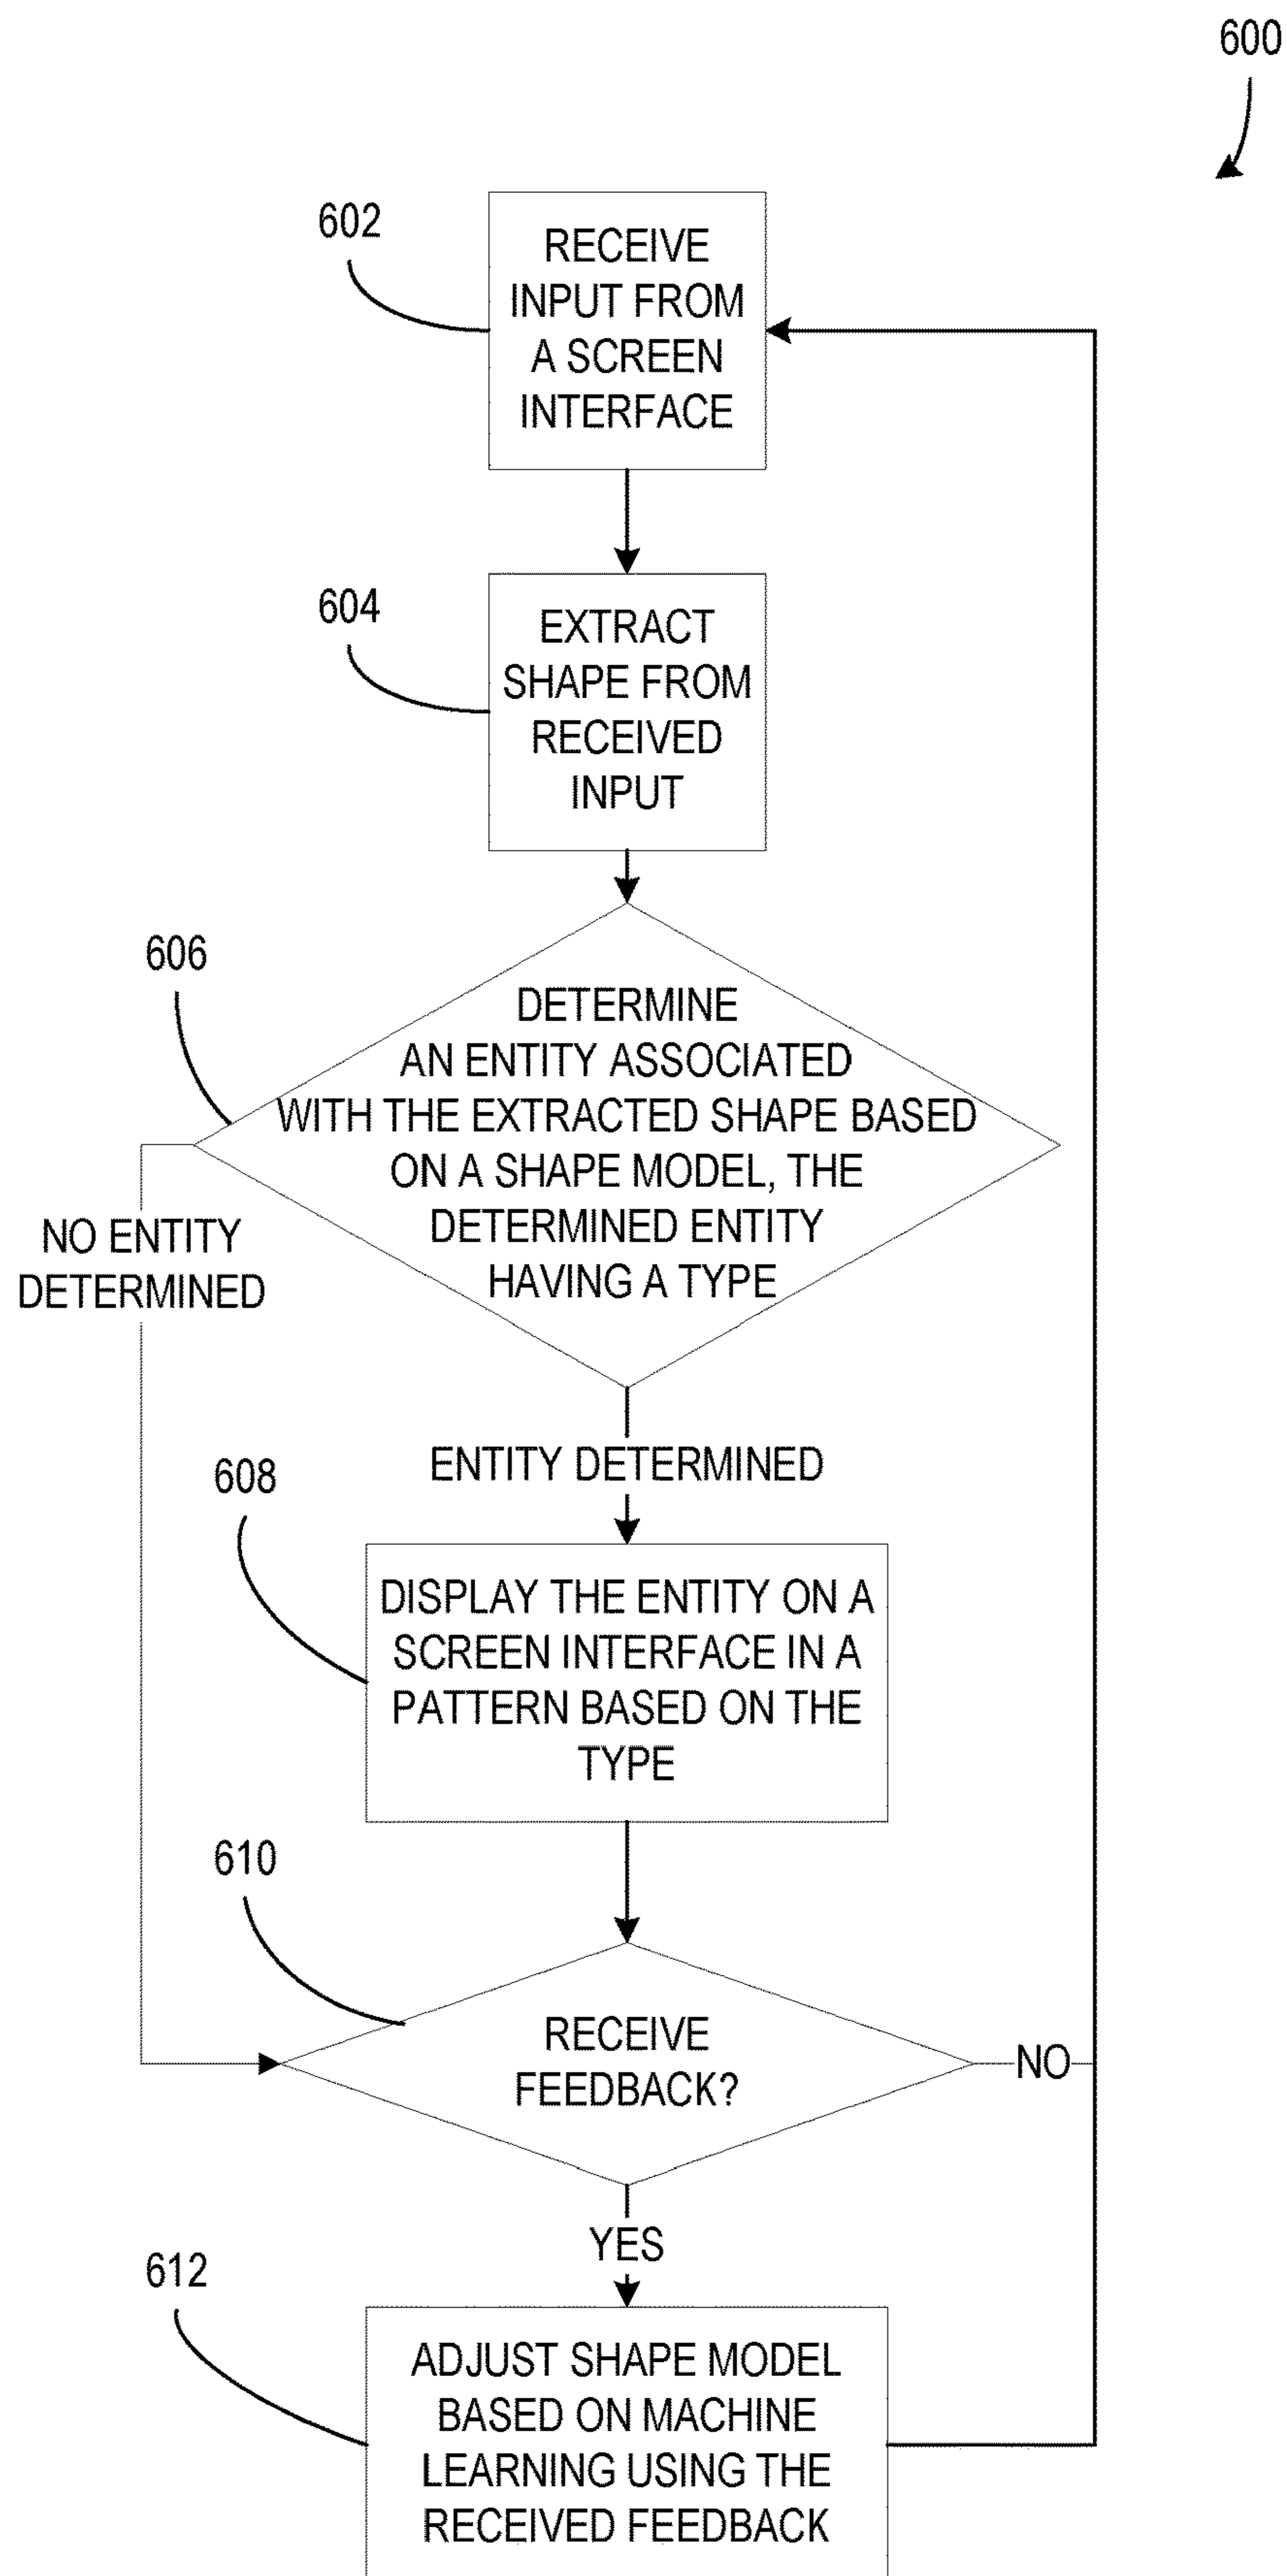 600
602
RECEIVE
INPUT FROM
A SCREEN
INTERFACE
604
EXTRACT
SHAPE FROM
RECEIVED
INPUT
606
DETERMINE
AN ENTITY ASSOCIATED
WITH THE EXTRACTED SHAPE BASED
ON A SHAPE MODEL, THE
DETERMINED ENTITY
HAVING A TYPE
NO ENTITY
DETERMINED
ENTITY DETERMINED
608
DISPLAY THE ENTITY ON A
SCREEN INTERFACE IN A
PATTERN BASED ON THE
TYPE
610
RECEIVE
FEEDBACK?
NO
YES
612
ADJUST SHAPE MODEL
BASED ON MACHINE
LEARNING USING THE
RECEIVED FEEDBACK